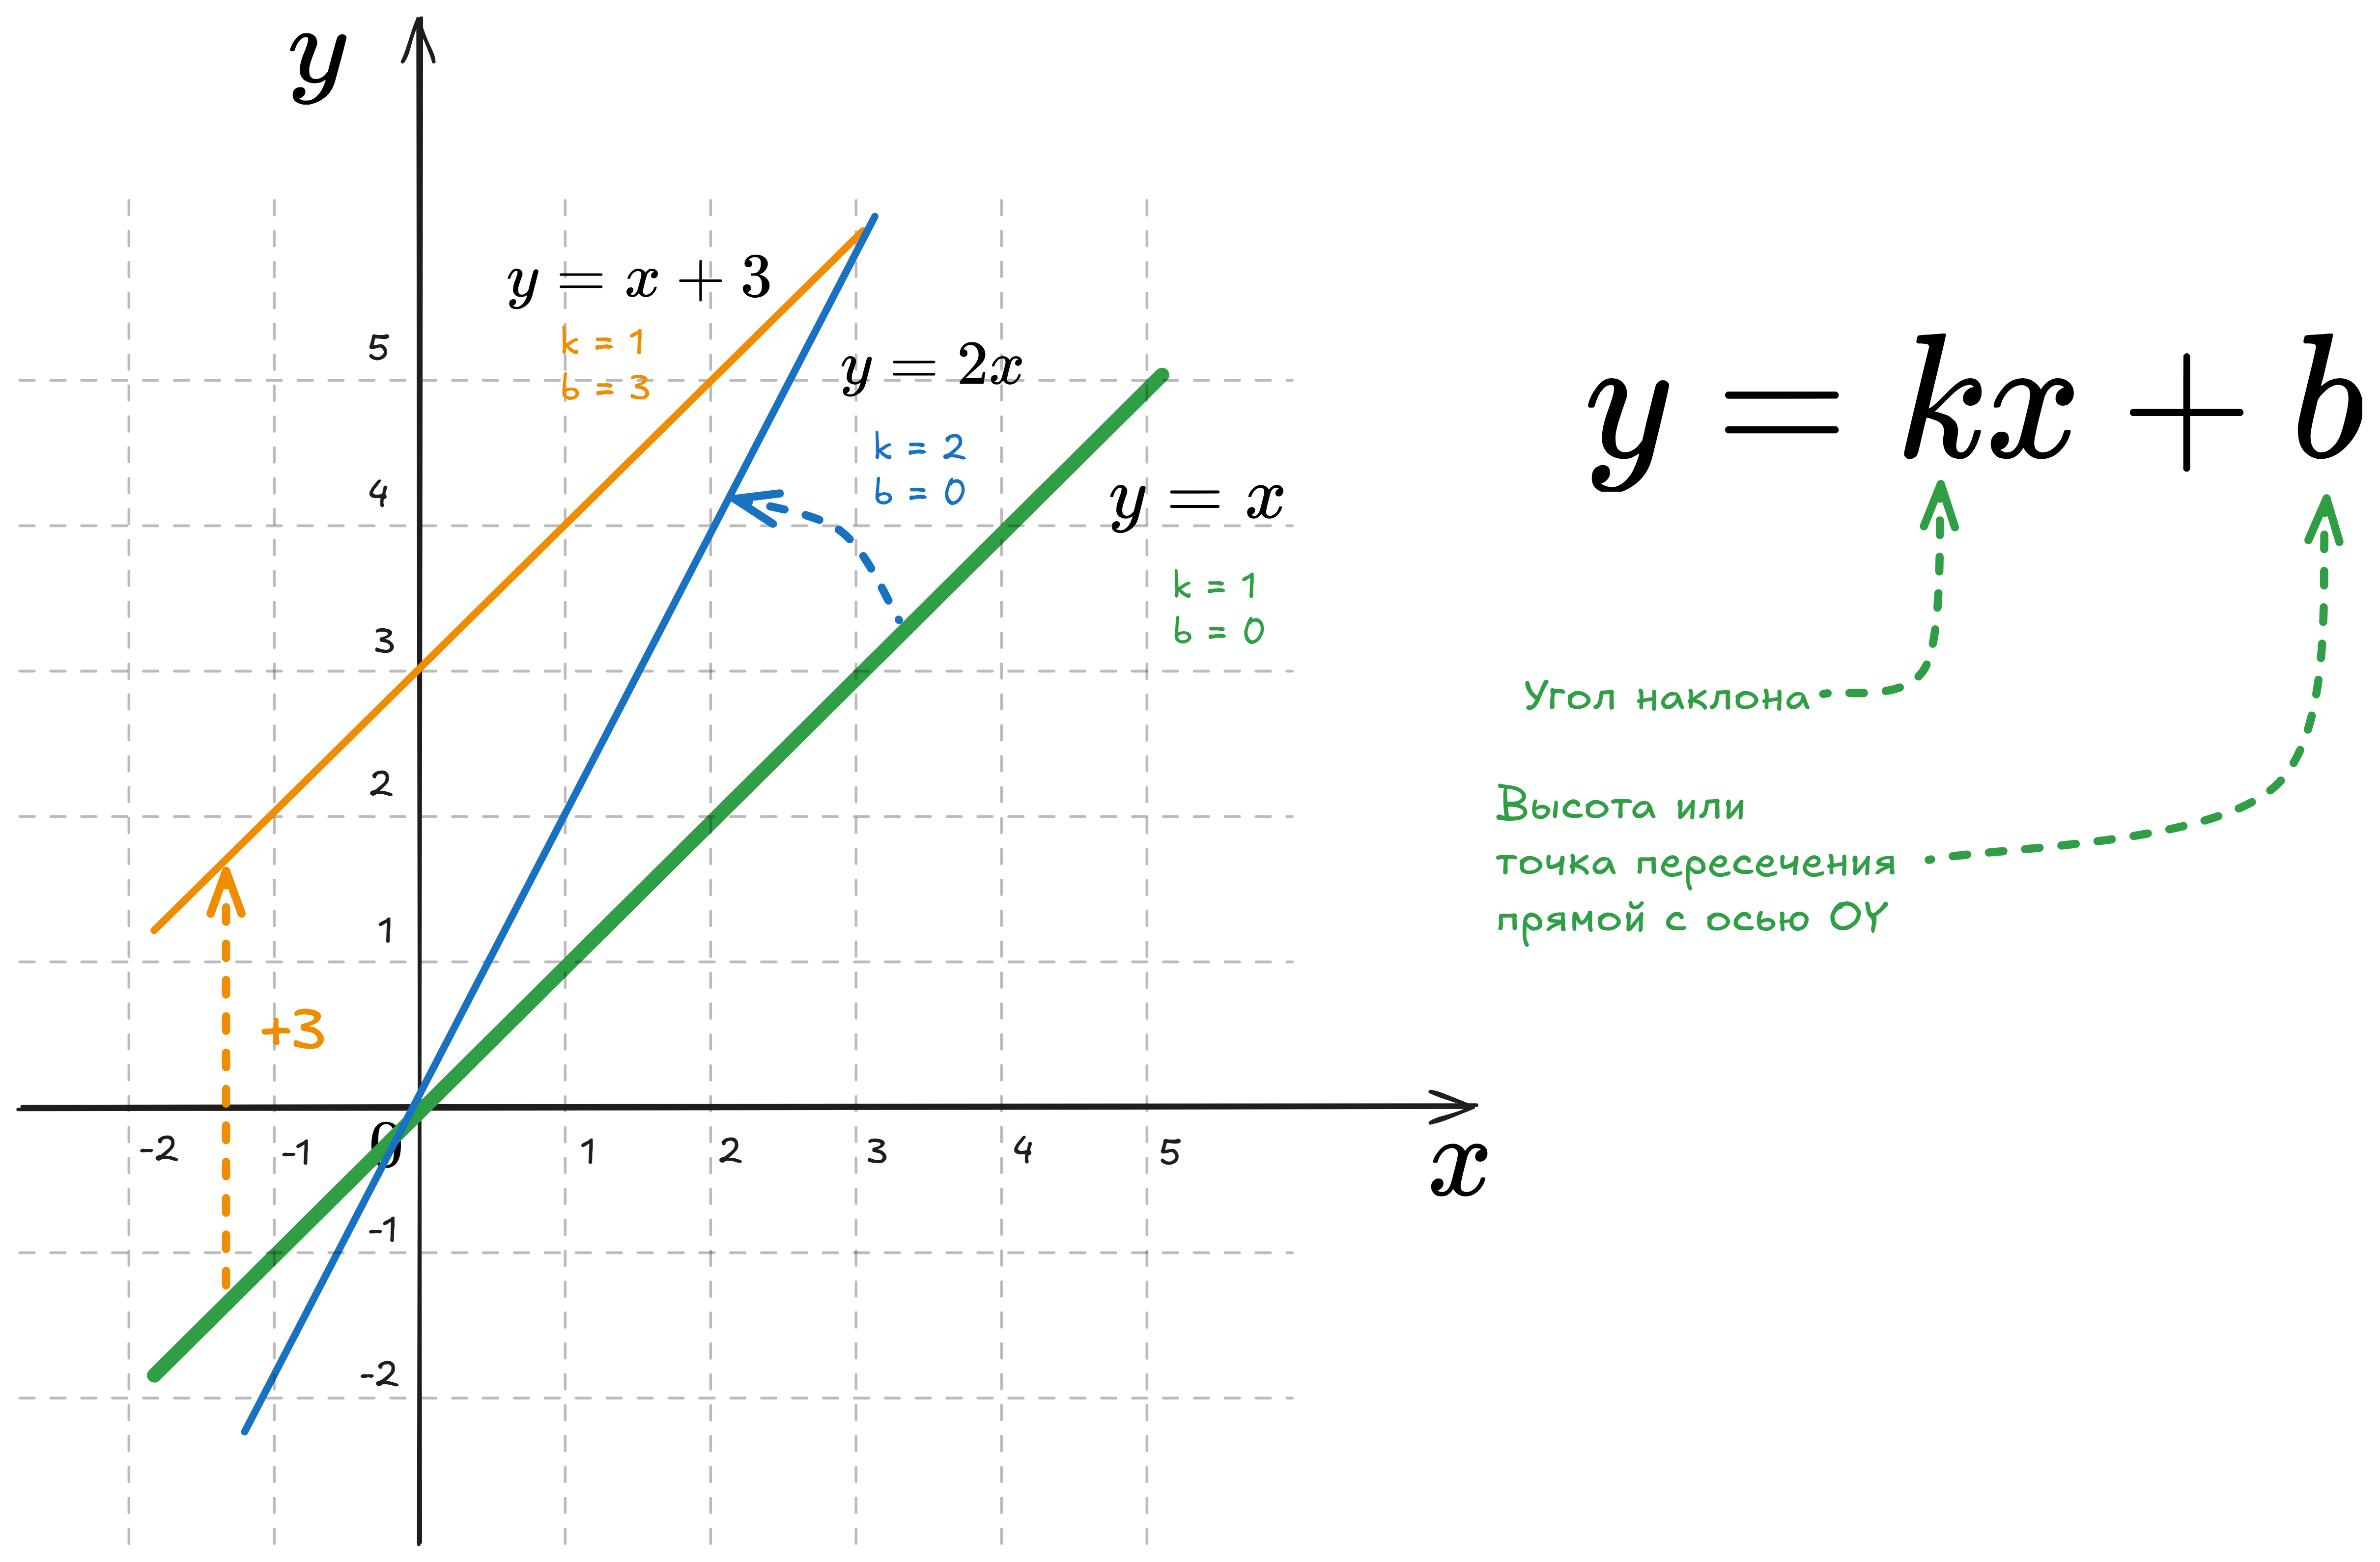 y
y = x + 3
k = 1
b = 3
y = 2x
k = 2
b = 0
y = x
k = 1
b = 0
y = kx + b
Угол наклона
Высота или
точка пересечения
прямой с осью OY
5
4
3
2
1
+3
-2 -1 0 1 2 3 4 5
x
-1
-2